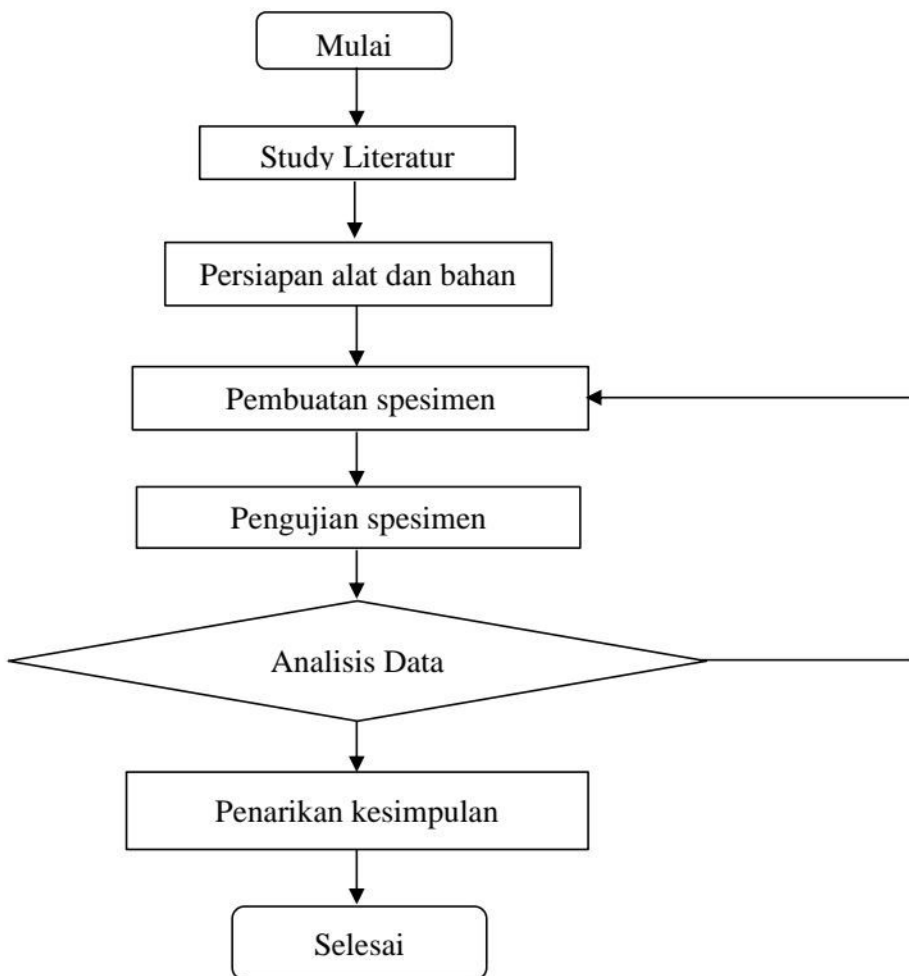 Mulai
Study Literatur
Persiapan alat dan bahan
Pembuatan spesimen
Pengujian spesimen
Analisis Data
Penarikan kesimpulan
Selesai